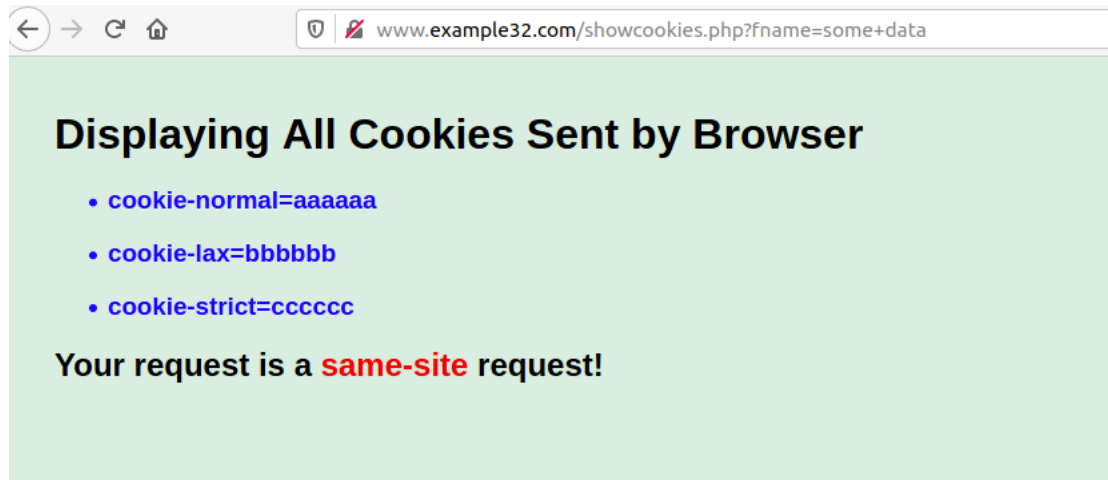 www.example32.com/showcookies.php?fname=some+data
Displaying All Cookies Sent by Browser
• cookie-normal=aaaaaa
• cookie-lax=bbbbbb
• cookie-strict=cccccc
Your request is a same-site request!